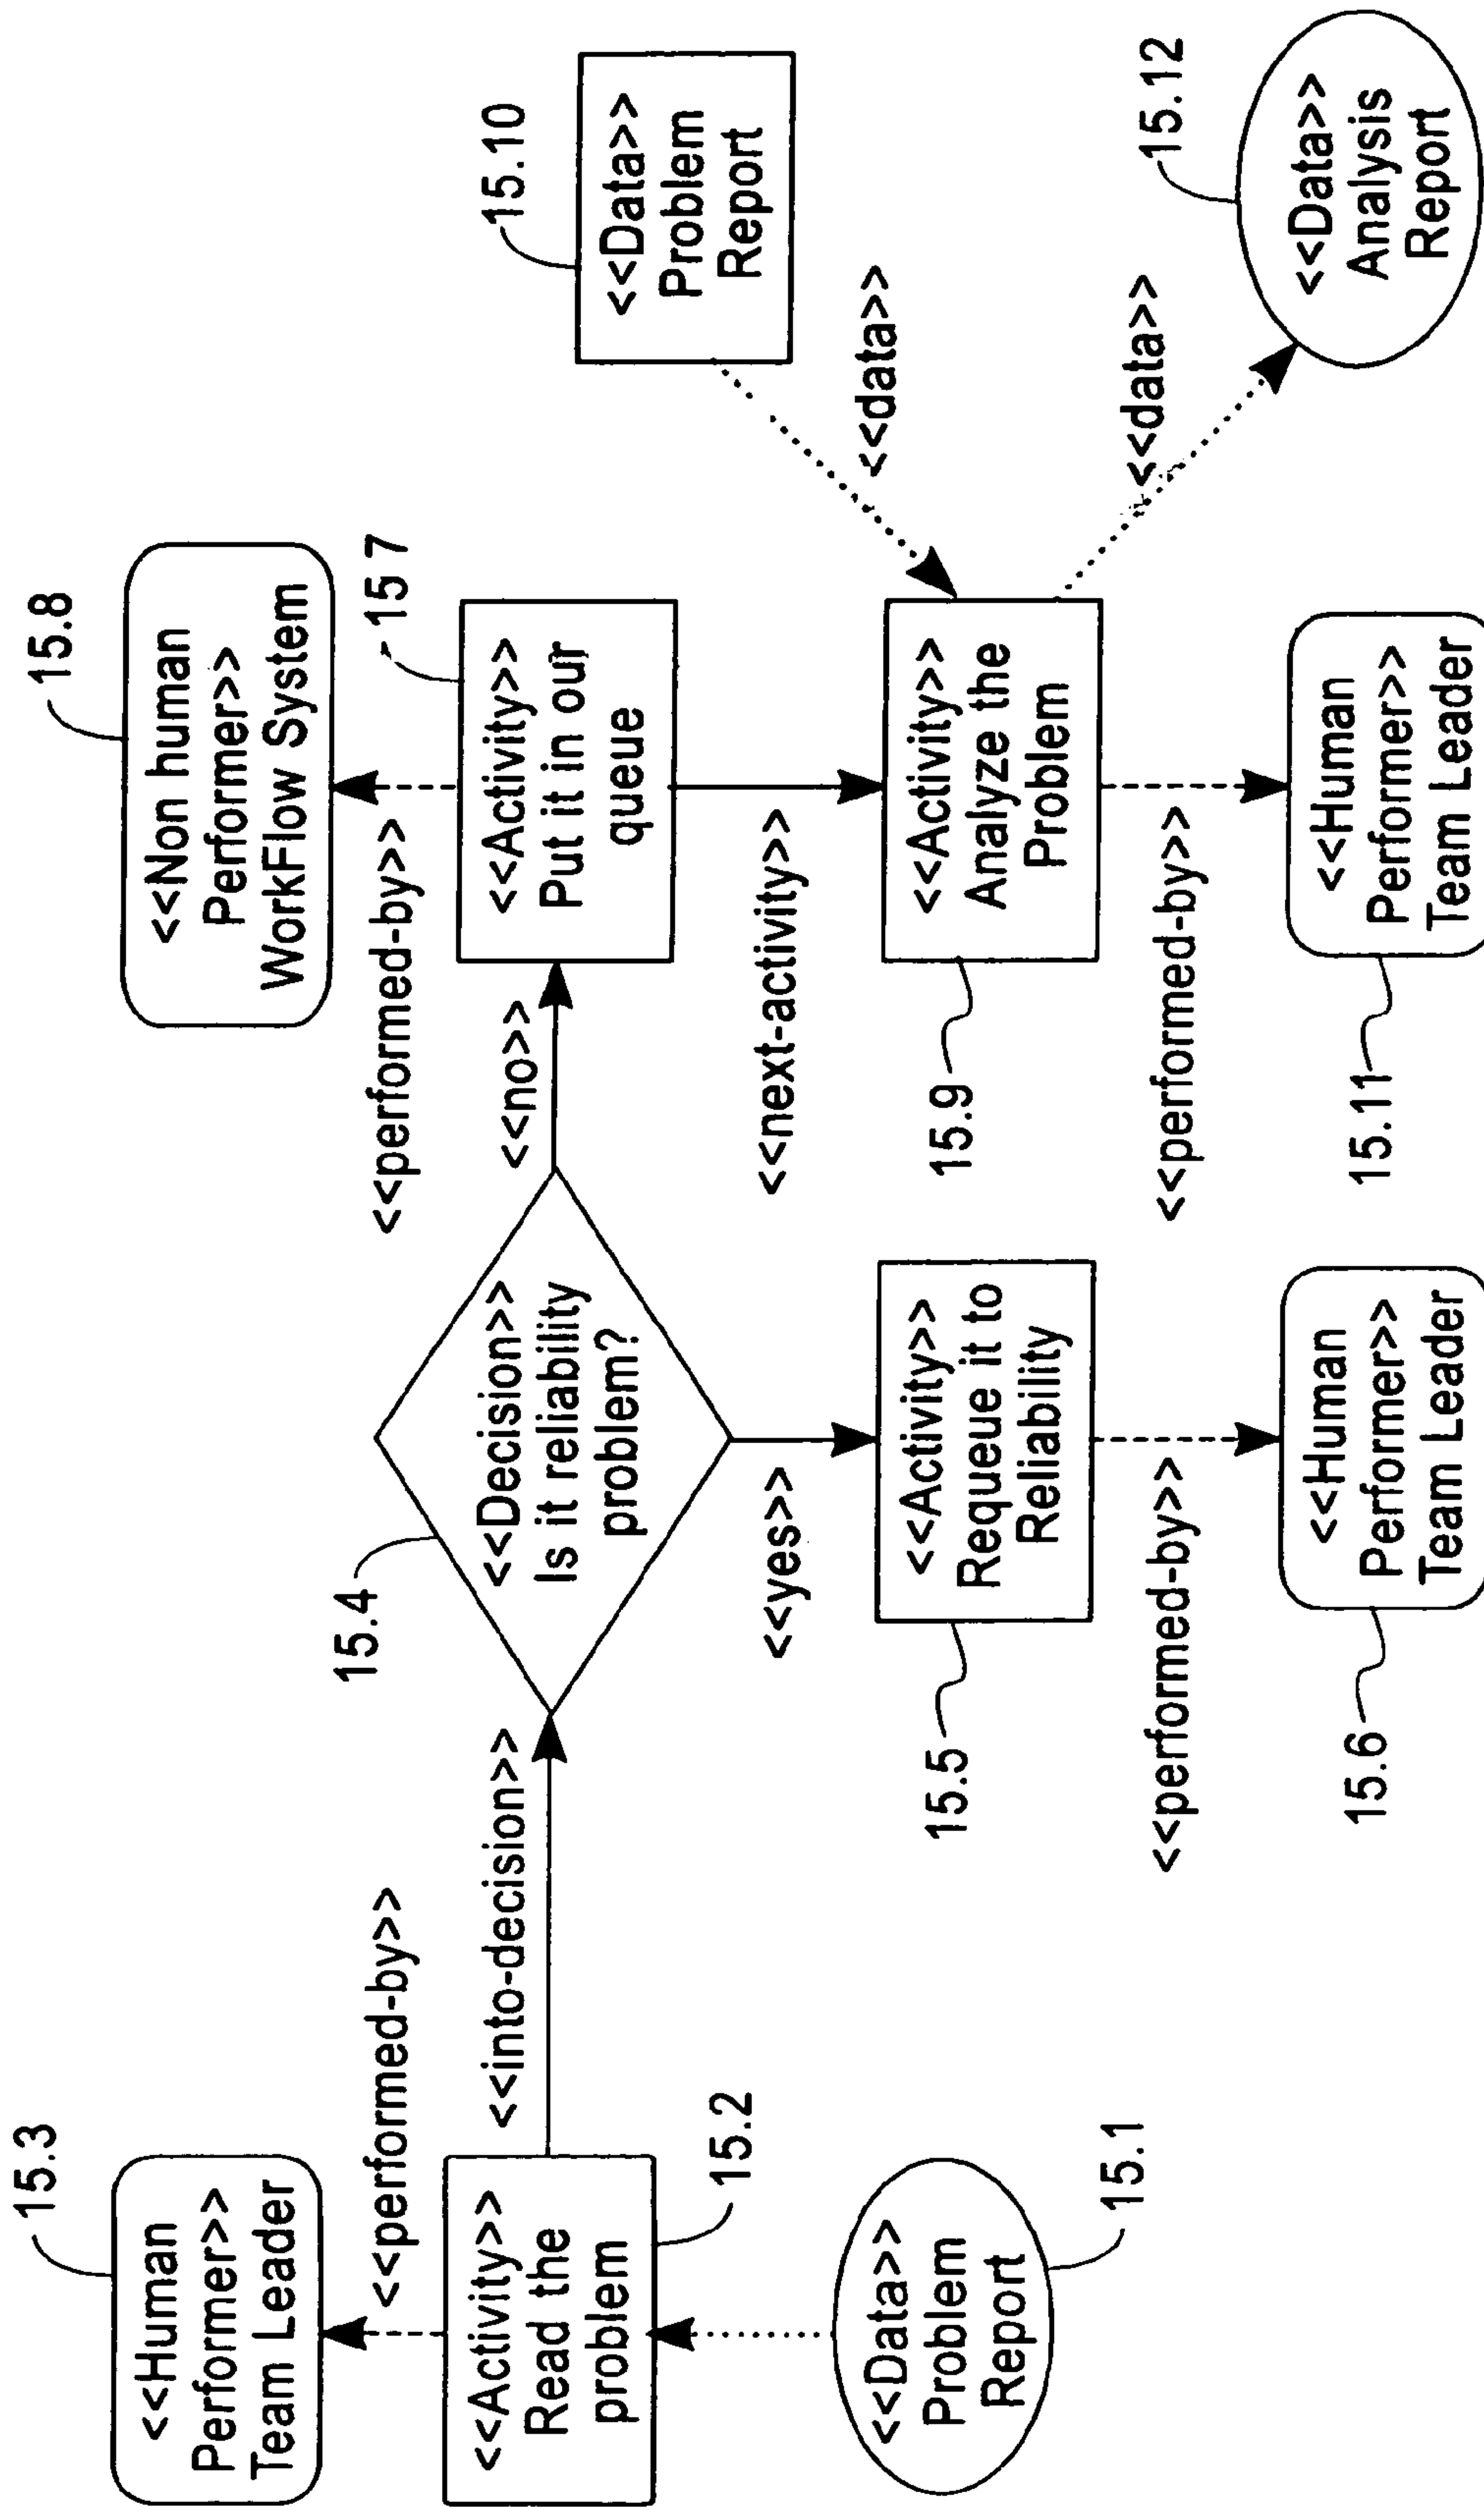 15.3
<<Human
Performer>>
Team Leader
<<performed-by>>
<<Activity>>
Read the
problem
15.2
<<Data>>
Problem
Report
15.1
<<into-decision>>
15.4
<<Decision>>
Is it reliability
problem?
<<yes>>
<<Activity>>
Requeue it to
Reliability
15.5
<<performed-by>>
<<Human
Performer>>
Team Leader
15.6
<<no>>
15.8
<<Non human
Performer>>
WorkFlow System
<<performed-by>>
15.7
<<Activity>>
Put it in our
queue
<<next-activity>>
<<Activity>>
Analyze the
Problem
15.9
<<performed-by>>
<<Human
Performer>>
Team Leader
15.11
15.10
<<Data>>
Problem
Report
<<data>>
<<data>>
15.12
<<Data>>
Analysis
Report